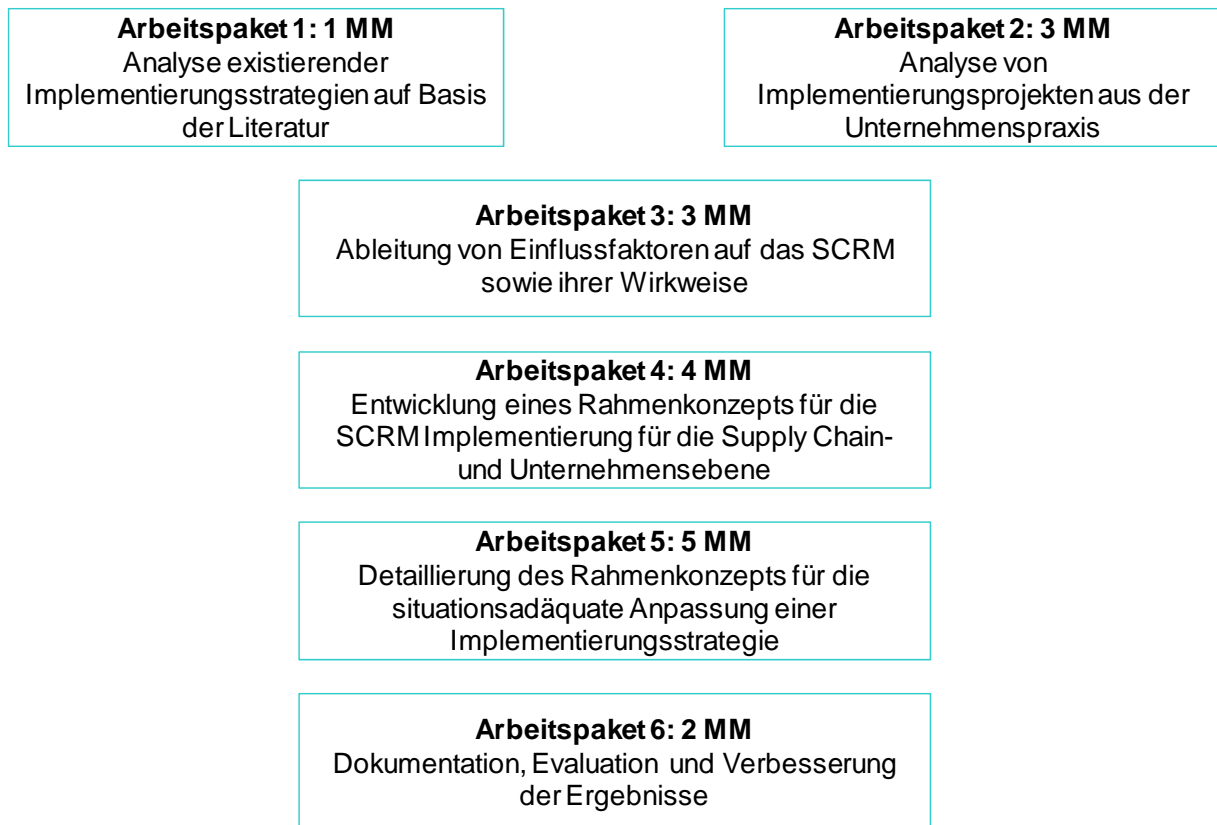 Arbeitspaket 1: 1 MM
Analyse existierender
Implementierungsstrategien auf Basis
der Literatur
Arbeitspaket 2: 3 MM
Analyse von
Implementierungsprojekten aus der
Unternehmenspraxis
Arbeitspaket 3: 3 MM
Ableitung von Einflussfaktoren auf das SCRM
sowie ihrer Wirkweise
Arbeitspaket 4: 4 MM
Entwicklung eines Rahmenkonzepts für die
SCRM Implementierung für die Supply Chain-
und Unternehmensebene
Arbeitspaket 5: 5 MM
Detaillierung des Rahmenkonzepts für die
situationsadäquate Anpassung einer
Implementierungsstrategie
Arbeitspaket 6: 2 MM
Dokumentation, Evaluation und Verbesserung
der Ergebnisse